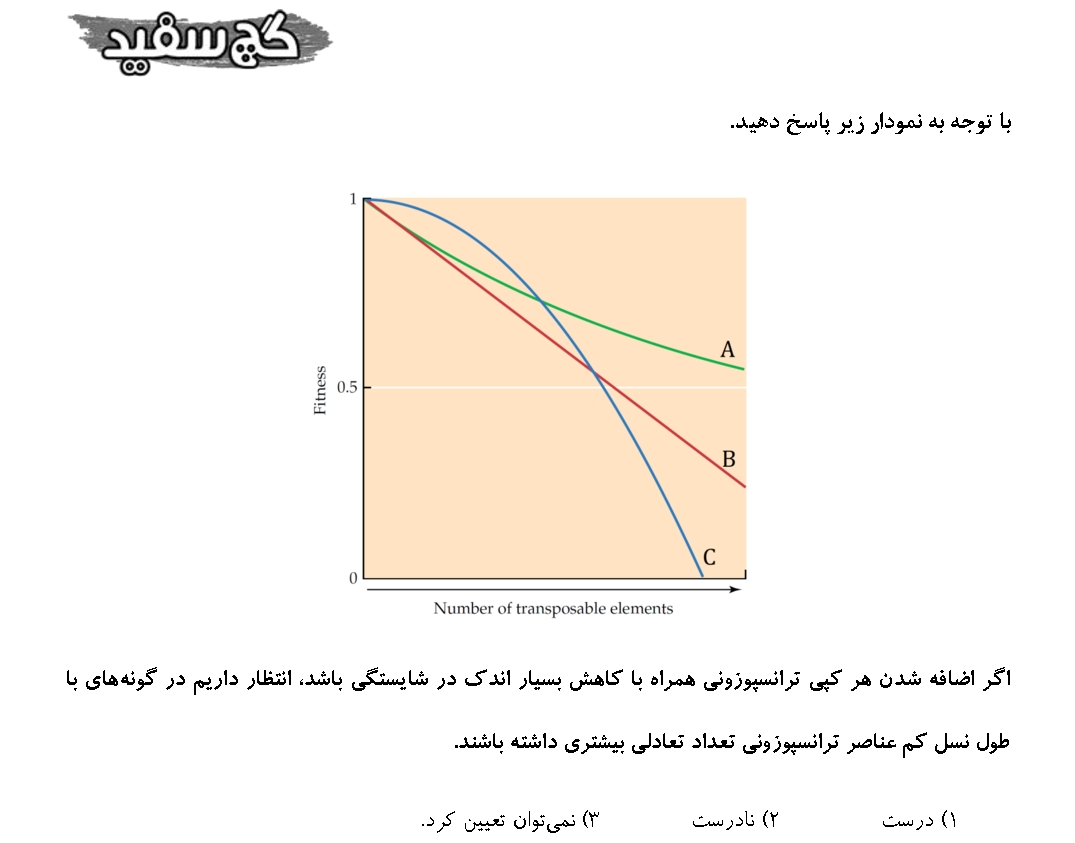 گچ سفید
با توجه به نمودار زیر پاسخ دهید.
1
A
Fitness
0.5
B
C
0
Number of transposable elements
اگر اضافه شدن هر کپی ترانسپوزونی همراه با کاهش بسیار اندک در شایستگی باشد، انتظار داریم در گونه‌های با
طول نسل کم عناصر ترانسپوزونی تعداد تعادلی بیشتری داشته باشند.
۱) درست ۲) نادرست ۳) نمی‌توان تعیین کرد.